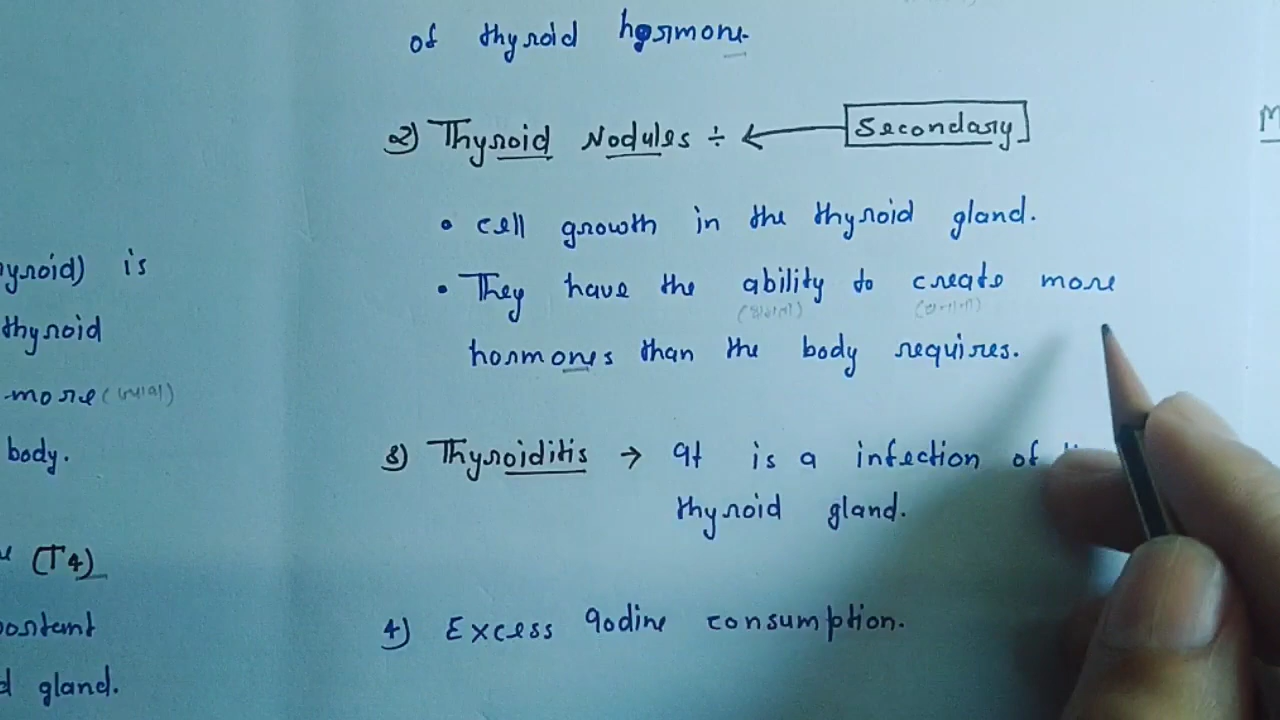 of thyroid hormone.
2) Thyroid Nodules ÷ ← Secondary
• cell growth in the thyroid gland.
• They have the ability to create more
hormones than the body requires.
3) Thyroiditis → It is a infection of
thyroid gland.
4) Excess Iodine consumption.
yroid) is
thyroid
more
body.
(T4)
d gland.
M